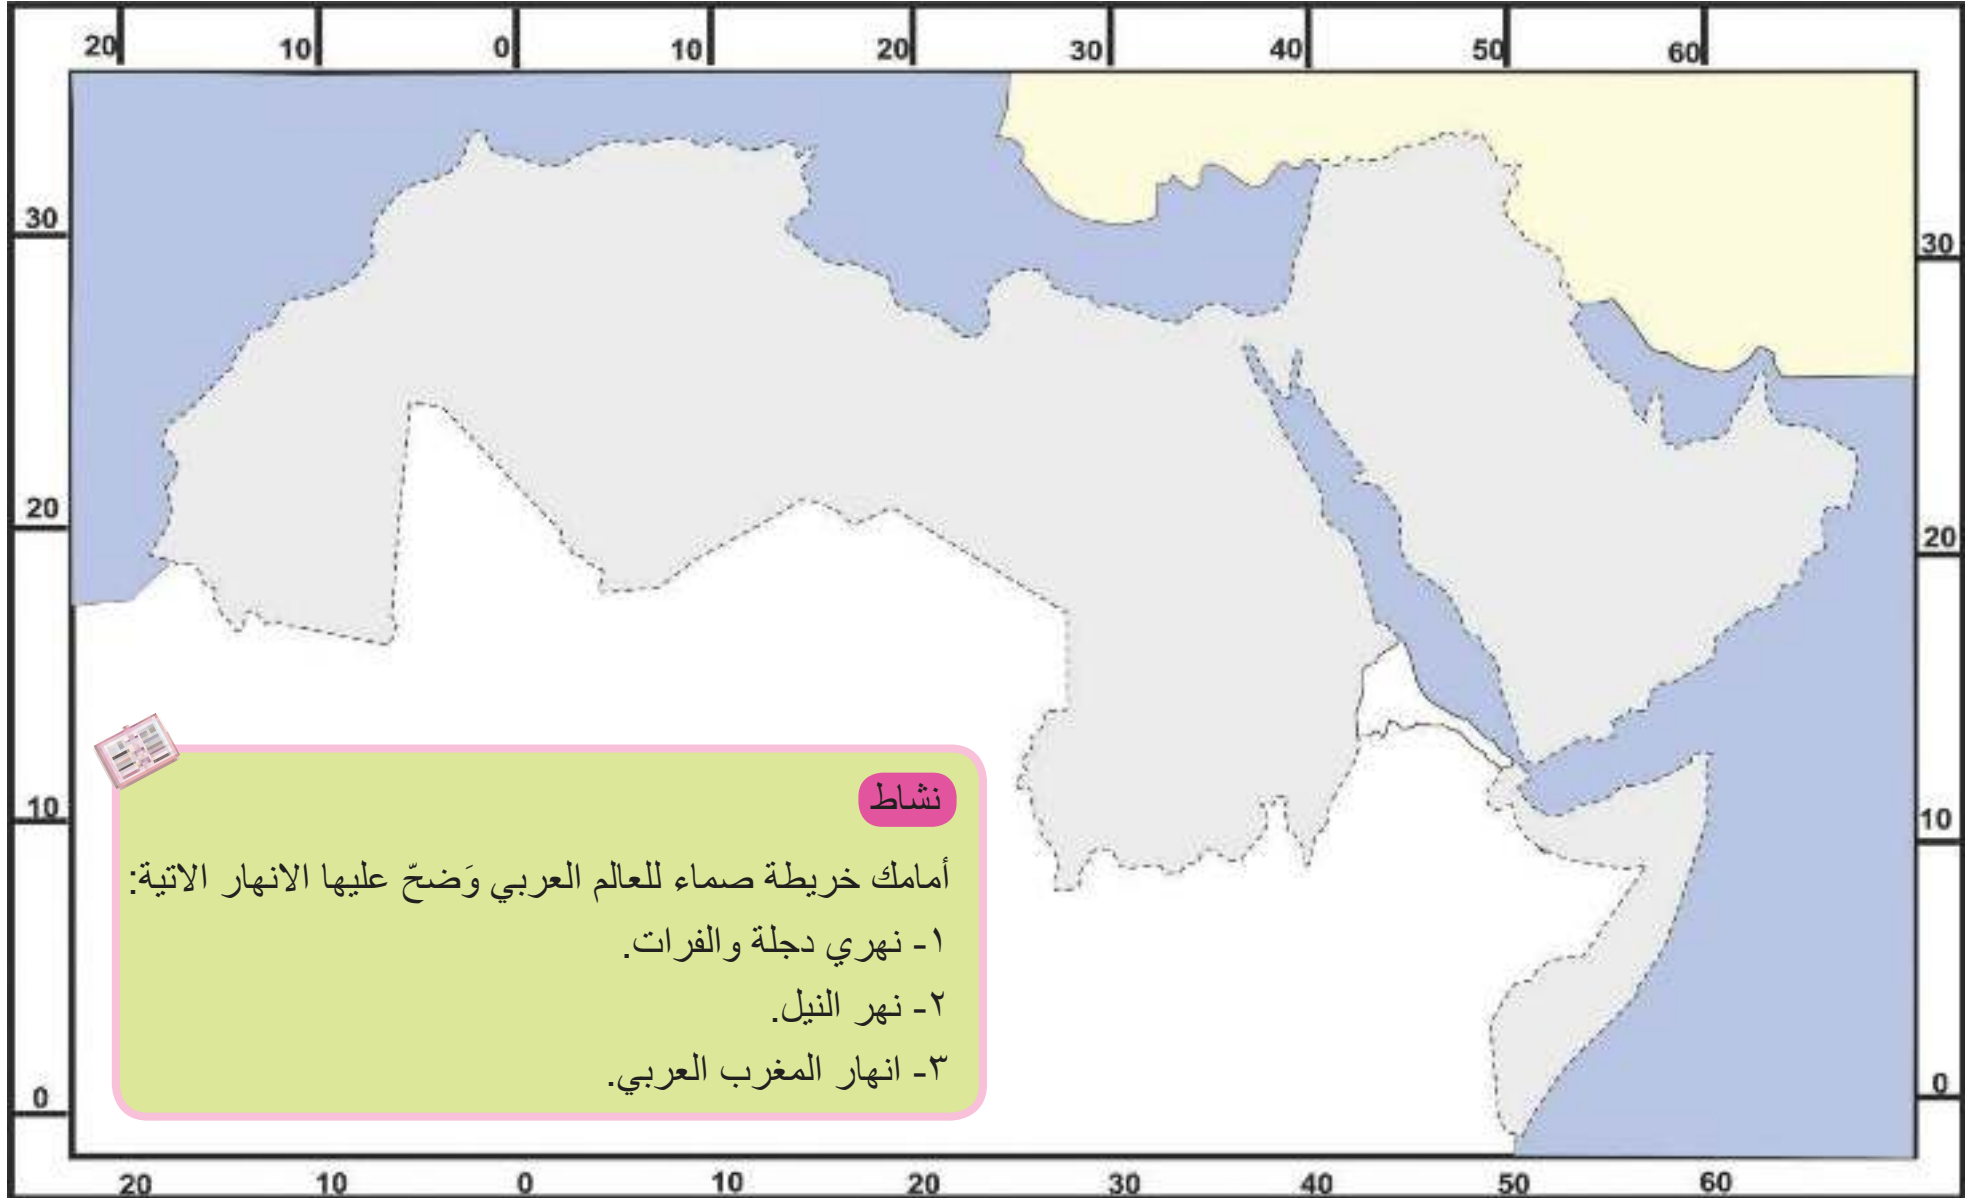 20 10 0 10 20 30 40 50 60
30 30
20 20
10 10
0 0
نشاط
أمامك خريطة صماء للعالم العربي وَضحّ عليها الانهار الاتية:
١- نهري دجلة والفرات.
٢- نهر النيل.
٣- انهار المغرب العربي.
20 10 0 10 20 30 40 50 60